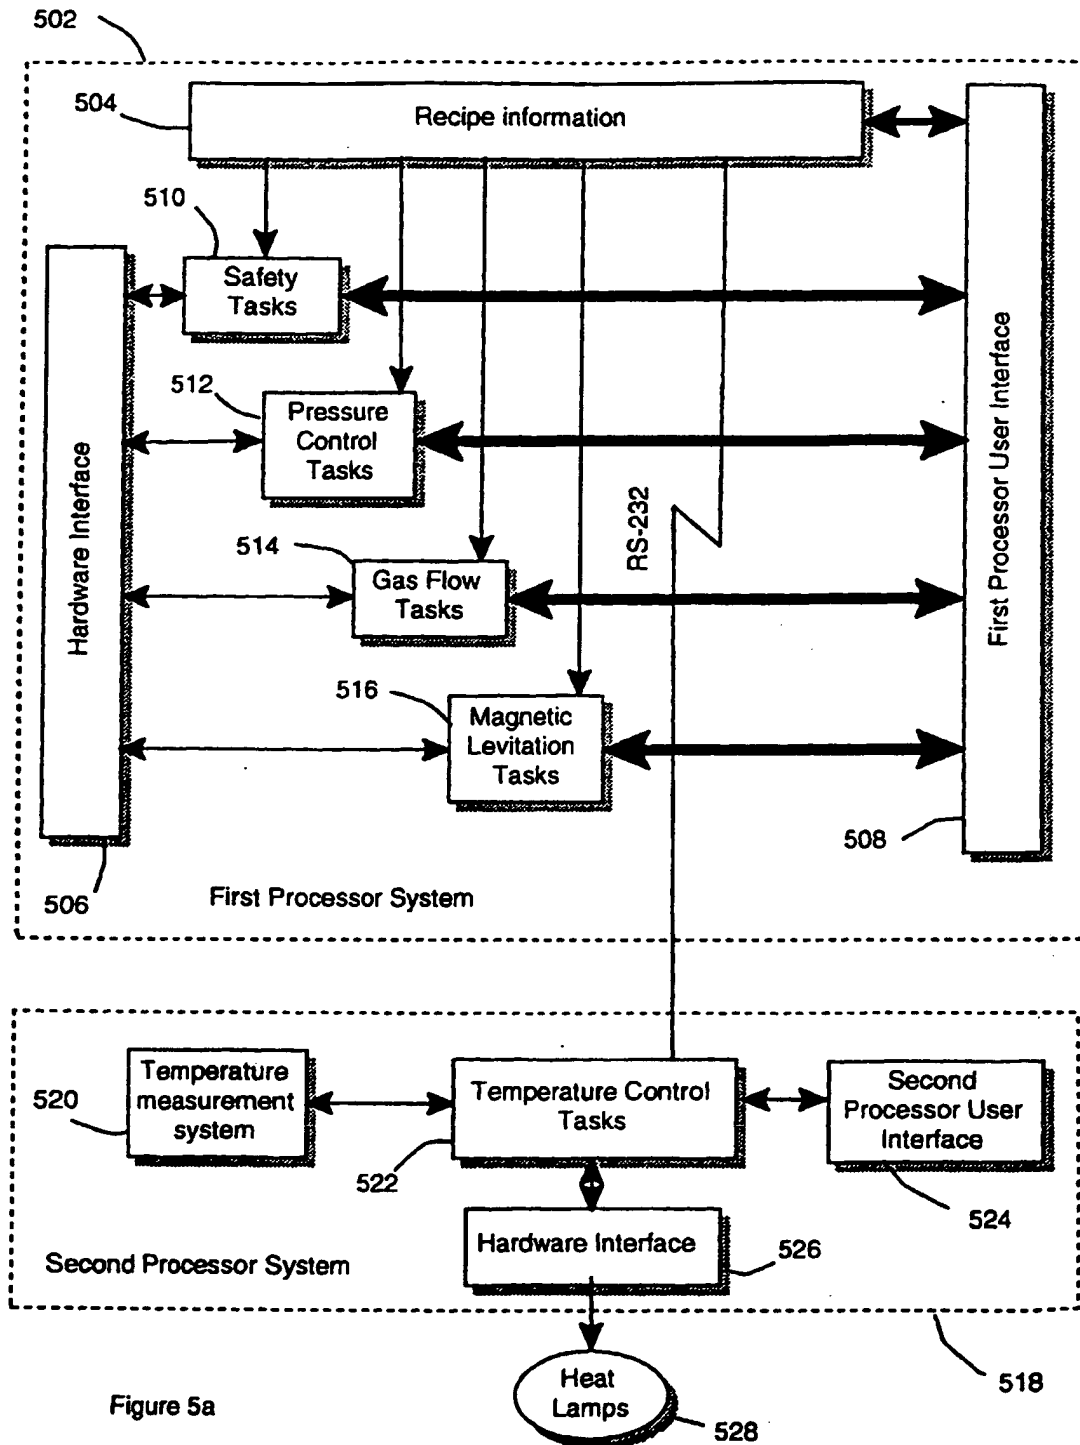 502
504
Recipe information
510
Safety
Tasks
512
Pressure
Control
Tasks
RS-232
514
Gas Flow
Tasks
Hardware Interface
First Processor User Interface
516
Magnetic
Levitation
Tasks
508
506
First Processor System
520
Temperature
measurement
system
Temperature Control
Tasks
522
Second
Processor User
Interface
524
Hardware Interface
526
Second Processor System
518
Heat
Lamps
528
Figure 5a